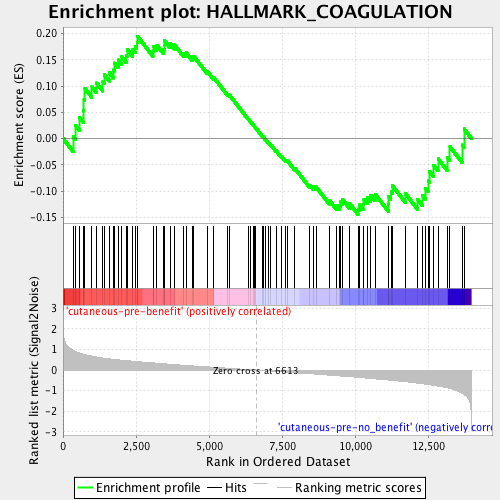 Enrichment plot: HALLMARK_COAGULATION
Enrichment score (ES)
0.20
0.15
0.10
0.05
0.00
-0.05
-0.10
-0.15
Ranked list metric (Signal2Noise)
'cutaneous-pre-benefit' (positively correlated)
3
2
1
0
-1
-2
-3
Zero cross at 6613
'cutaneous-pre-no_benefit' (negatively corre
0
2,500
5,000
7,500
10,000
12,500
Rank in Ordered Dataset
Enrichment profile
Hits
Ranking metric scores